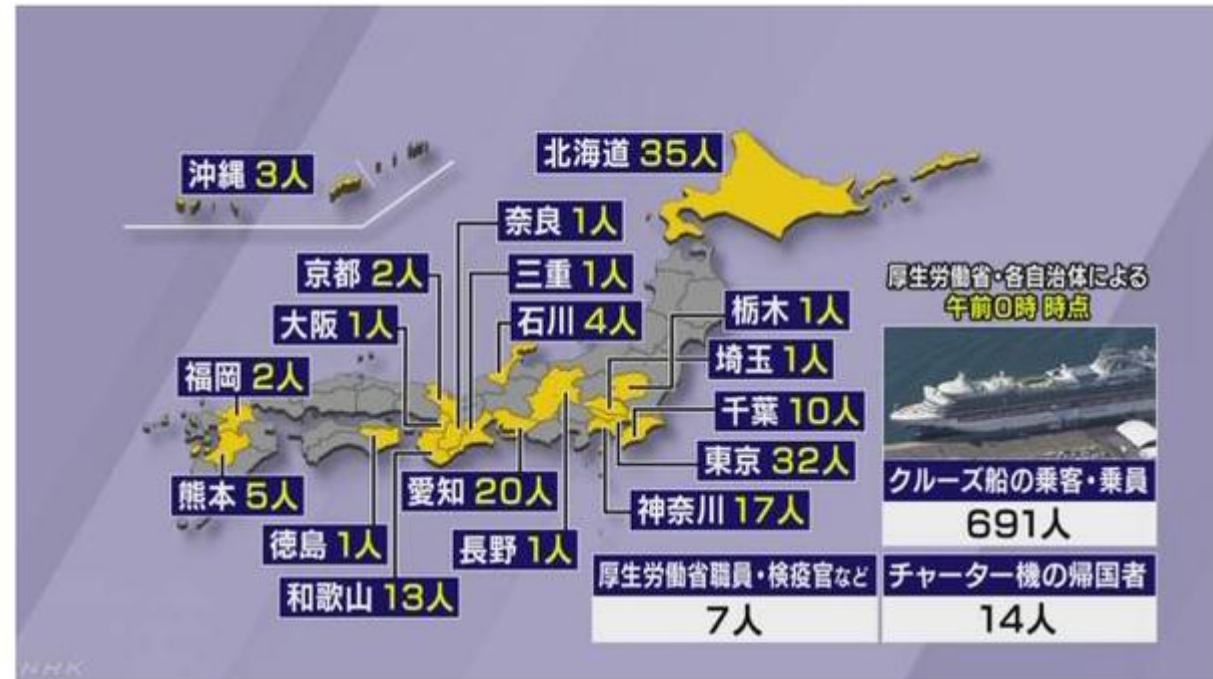 北海道 35人
沖縄 3人
奈良 1人
京都 2人
三重 1人
大阪 1人
石川 4人
栃木 1人
埼玉 1人
福岡 2人
千葉 10人
東京 32人
熊本 5人
愛知 20人
神奈川 17人
徳島 1人
長野 1人
和歌山 13人
厚生労働省・各自治体による
午前0時 時点
クルーズ船の乗客・乗員
691人
厚生労働省職員・検疫官など
7人
チャーター機の帰国者
14人
NHK